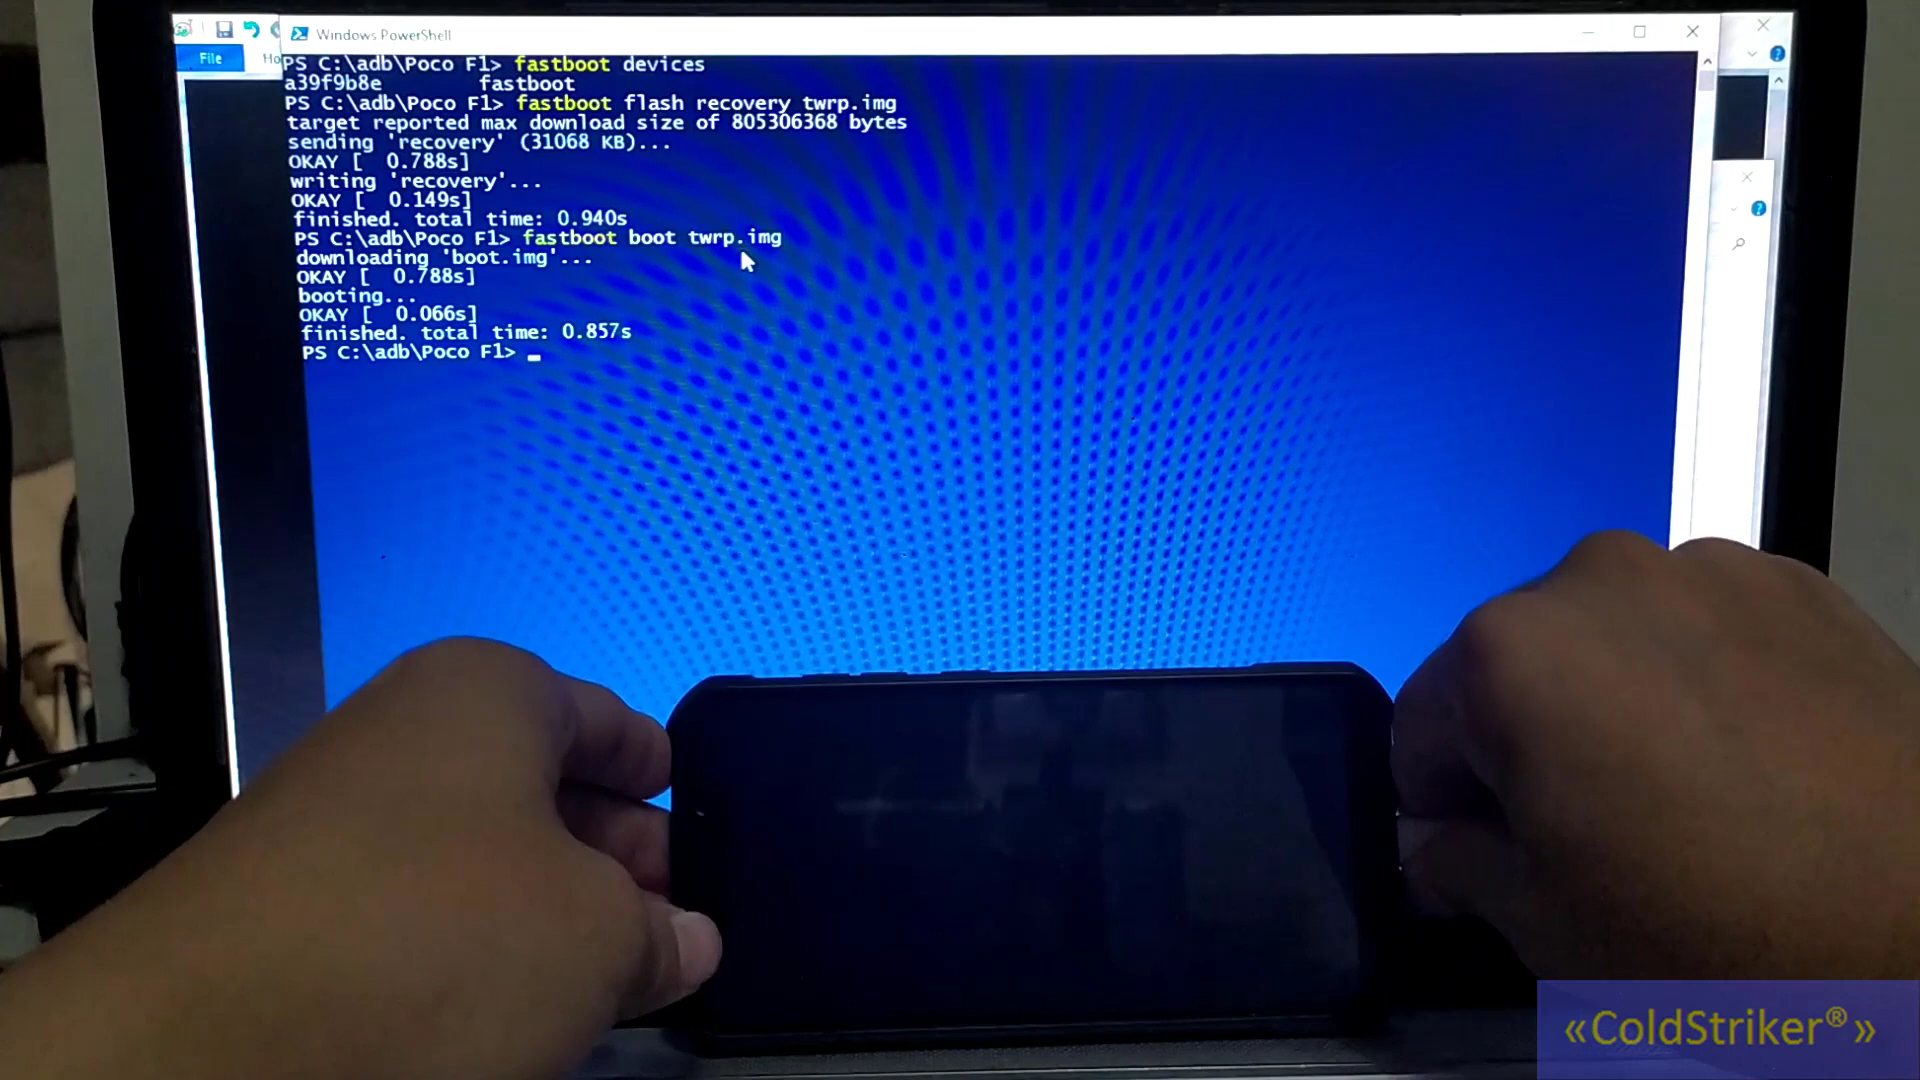 Windows PowerShell
File
Ho
PS C:\adb\Poco F1> fastboot devices
a39f9b8e fastboot
PS C:\adb\Poco F1> fastboot flash recovery twrp.img
target reported max download size of 805306368 bytes
sending 'recovery' (31068 KB)...
OKAY [ 0.788s]
writing 'recovery'...
OKAY [ 0.149s]
finished. total time: 0.940s
PS C:\adb\Poco F1> fastboot boot twrp.img
downloading 'boot.img'...
OKAY [ 0.788s]
booting...
OKAY [ 0.066s]
finished. total time: 0.857s
PS C:\adb\Poco F1>
«ColdStriker®»